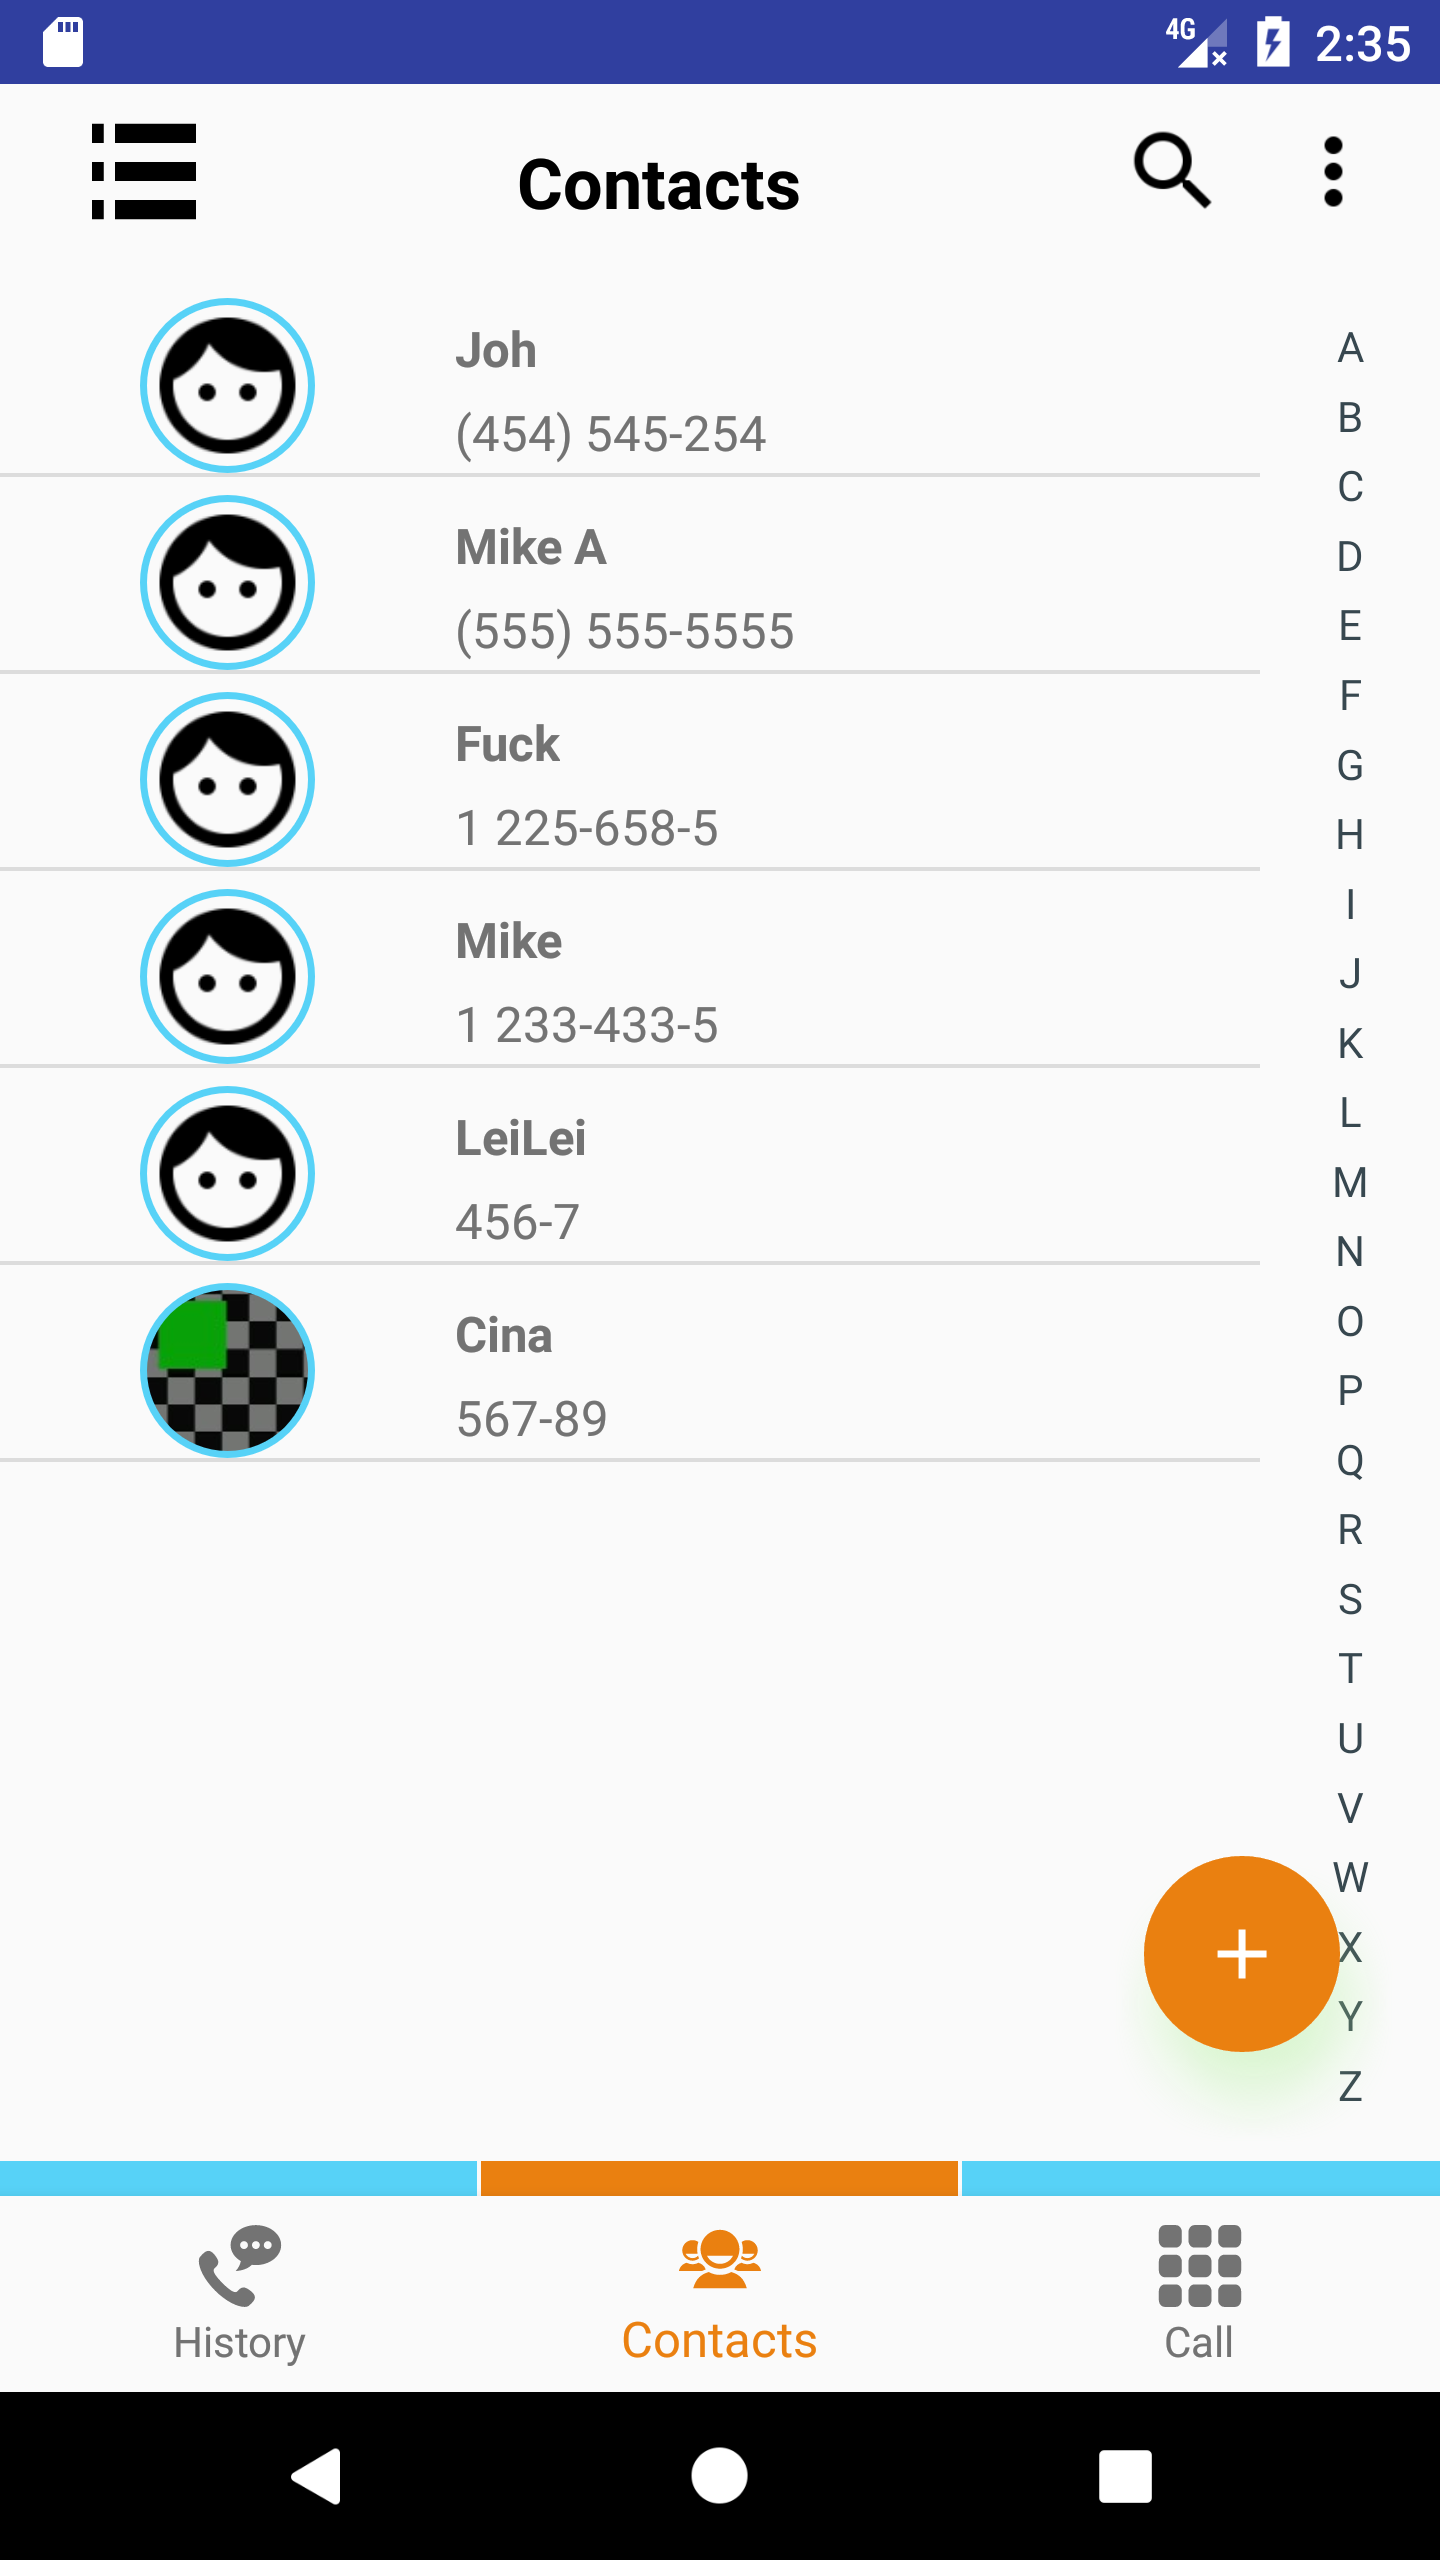 4G 2:35
Contacts
Joh
(454) 545-254
Mike A
(555) 555-5555
Fuck
1 225-658-5
Mike
1 233-433-5
LeiLei
456-7
Cina
567-89
A
B
C
D
E
F
G
H
I
J
K
L
M
N
O
P
Q
R
S
T
U
V
W
X
Y
Z
History
Contacts
Call